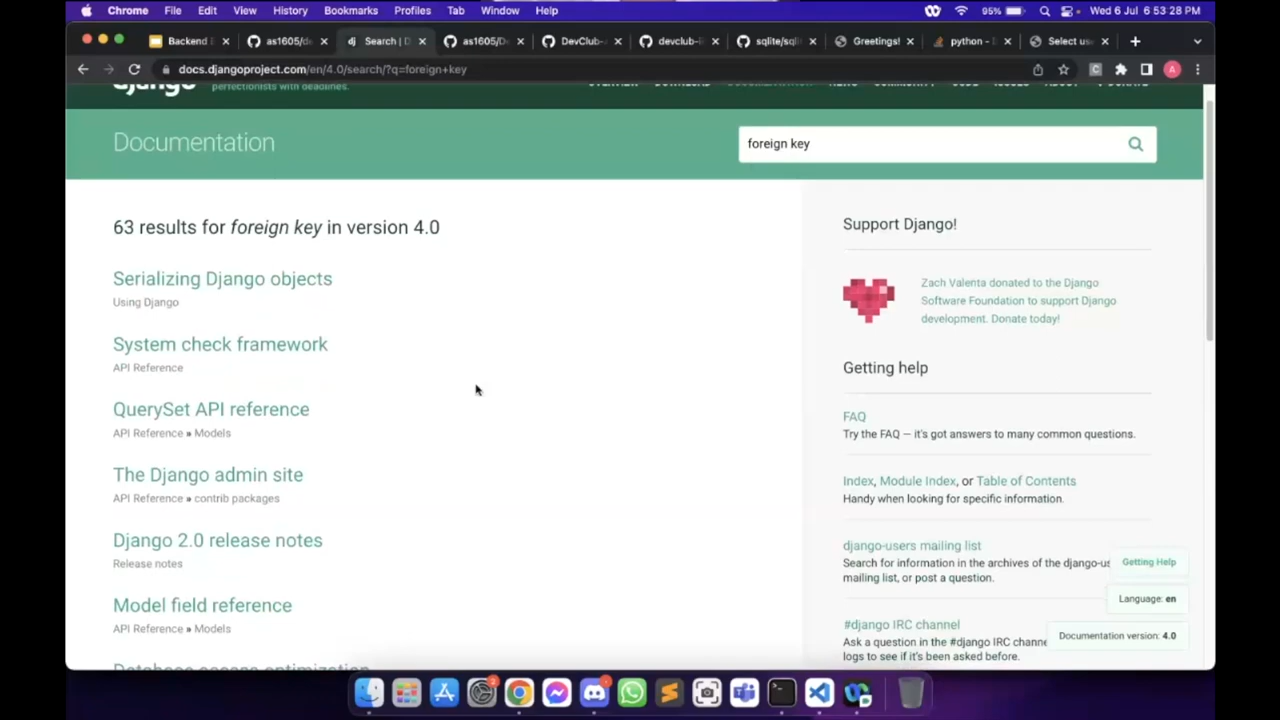 Chrome File Edit View History Bookmarks Profiles Tab Window Help 95% Wed 6 Jul 6 53:28 PM
Backend as1605/d Search | D as1605/D DevClub- devclub- sqlite/sql Greetings! python - Select us
docs.djangoproject.com/en/4.0/search/?q=foreign+key
perfectionists with deadlines.
Documentation
foreign key
63 results for foreign key in version 4.0
Serializing Django objects
Using Django
System check framework
API Reference
QuerySet API reference
API Reference » Models
The Django admin site
API Reference » contrib packages
Django 2.0 release notes
Release notes
Model field reference
API Reference » Models
Database access optimization
Support Django!
Zach Valenta donated to the Django
Software Foundation to support Django
development. Donate today!
Getting help
FAQ
Try the FAQ — it's got answers to many common questions.
Index, Module Index, or Table of Contents
Handy when looking for specific information.
django-users mailing list
Search for information in the archives of the django-us
mailing list, or post a question.
#django IRC channel
Ask a question in the #django IRC channe
logs to see if it's been asked before.
Getting Help
Language: en
Documentation version: 4.0